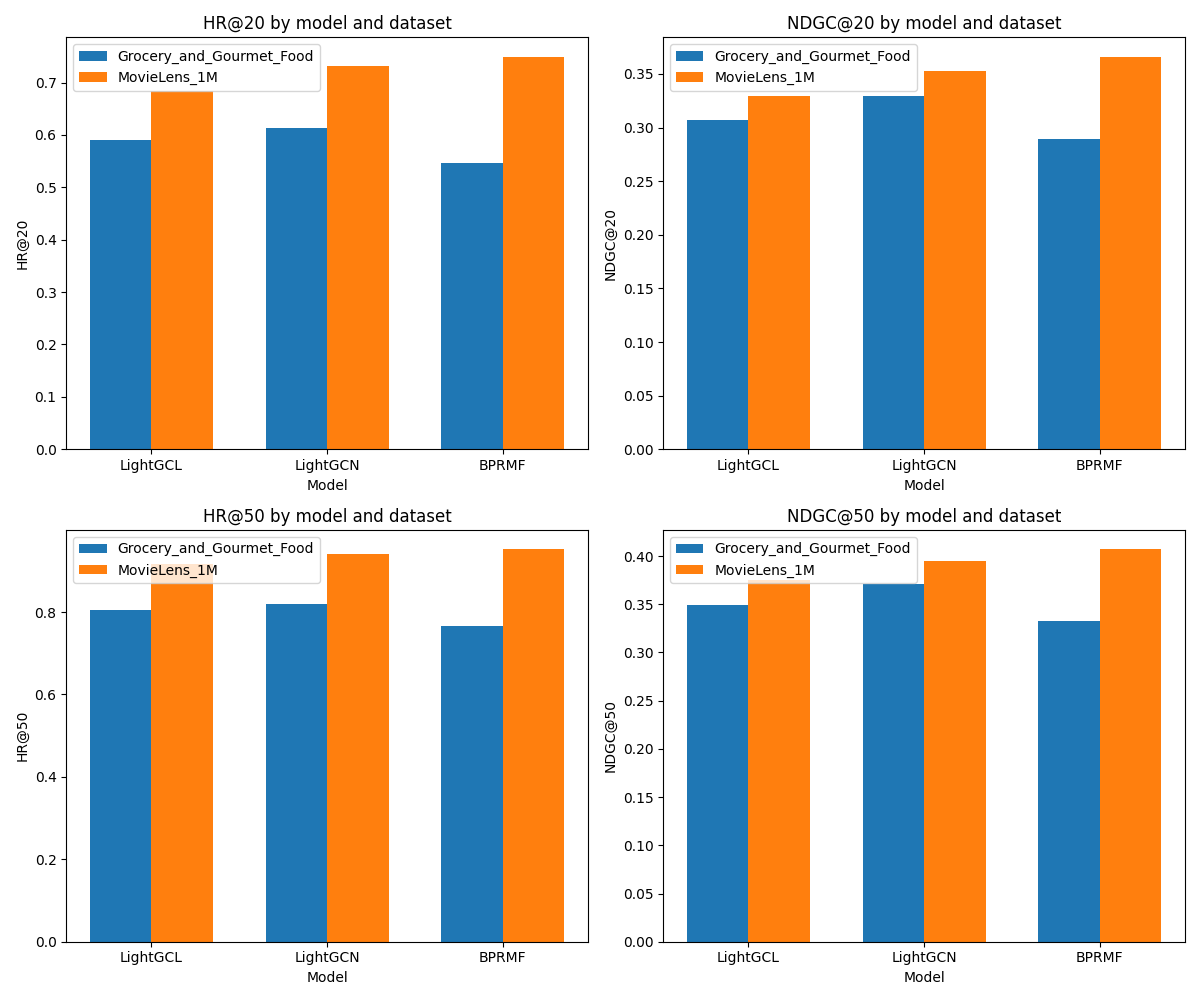 HR@20 by model and dataset
Grocery_and_Gourmet_Food
MovieLens_1M
HR@20
0.7
0.6
0.5
0.4
0.3
0.2
0.1
0.0
LightGCL
LightGCN
BPRMF
Model
NDGC@20 by model and dataset
Grocery_and_Gourmet_Food
MovieLens_1M
NDGC@20
0.35
0.30
0.25
0.20
0.15
0.10
0.05
0.00
LightGCL
LightGCN
BPRMF
Model
HR@50 by model and dataset
Grocery_and_Gourmet_Food
MovieLens_1M
HR@50
0.8
0.6
0.4
0.2
0.0
LightGCL
LightGCN
BPRMF
Model
NDGC@50 by model and dataset
Grocery_and_Gourmet_Food
MovieLens_1M
NDGC@50
0.40
0.35
0.30
0.25
0.20
0.15
0.10
0.05
0.00
LightGCL
LightGCN
BPRMF
Model